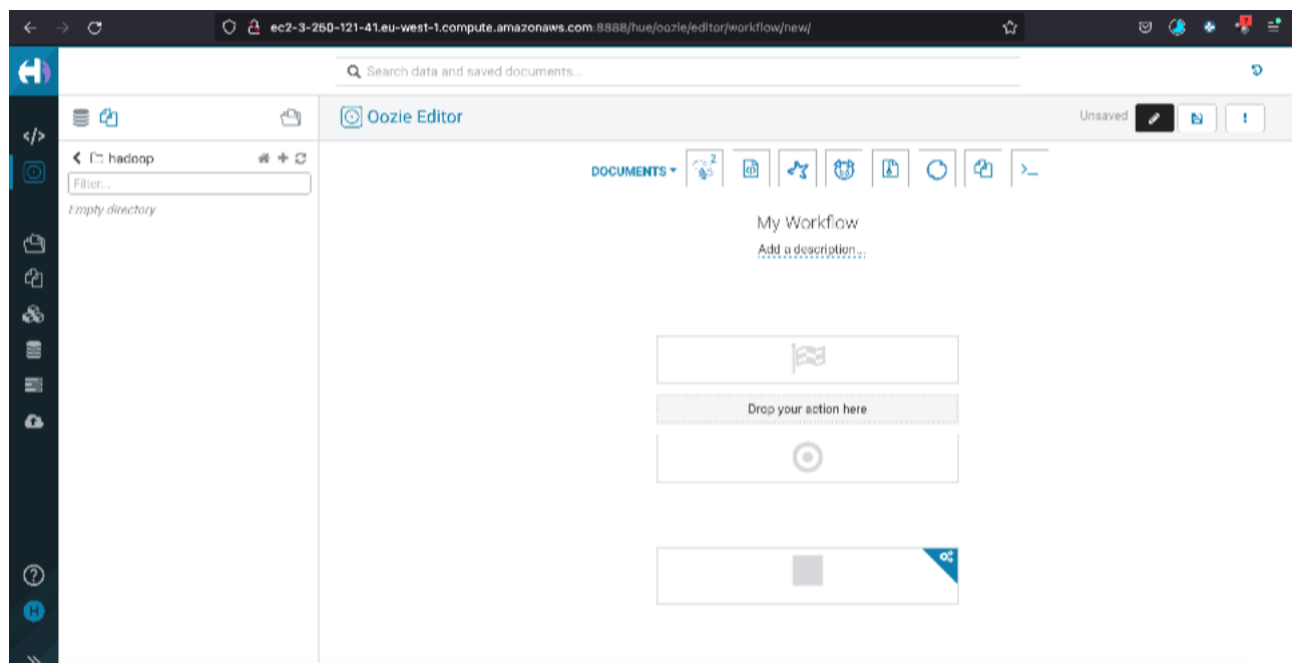 ec2-3-250-121-41.eu-west-1.compute.amazonaws.com:8888/hue/oozie/editor/workflow/new/
7
Search data and saved documents...
Oozie Editor
Unsaved
</>
hadoop
Filter...
Empty directory
DOCUMENTS
2
>_
My Workflow
Add a description...
Drop your action here
?
H